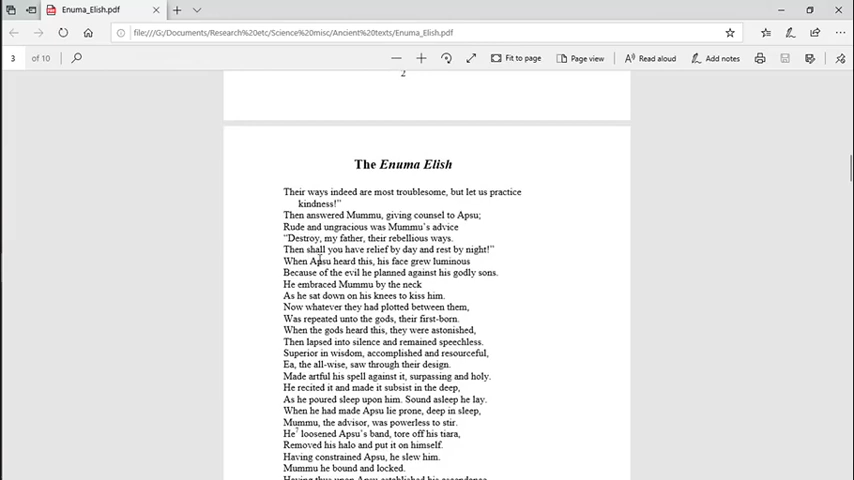 Enuma_Elish.pdf
file:///G:/Documents/Research%20etc/Science%20misc/Ancient%20texts/Enuma_Elish.pdf
3 of 10
Fit to page
Page view
Read aloud
Add notes
2
The Enuma Elish
Their ways indeed are most troublesome, but let us practice
kindness!”
Then answered Mummu, giving counsel to Apsu;
Rude and ungracious was Mummu’s advice
“Destroy, my father, their rebellious ways.
Then shall you have relief by day and rest by night!”
When Apsu heard this, his face grew luminous
Because of the evil he planned against his godly sons.
He embraced Mummu by the neck
As he sat down on his knees to kiss him.
Now whatever they had plotted between them,
Was repeated unto the gods, their first-born.
When the gods heard this, they were astonished,
Then lapsed into silence and remained speechless.
Superior in wisdom, accomplished and resourceful,
Ea, the all-wise, saw through their design.
Made artful his spell against it, surpassing and holy.
He recited it and made it subsist in the deep,
As he poured sleep upon him. Sound asleep he lay.
When he had made Apsu lie prone, deep in sleep,
Mummu, the advisor, was powerless to stir.
He7 loosened Apsu’s band, tore off his tiara,
Removed his halo and put it on himself.
Having constrained Apsu, he slew him.
Mummu he bound and locked.
Having thus upon Apsu established his ascendance